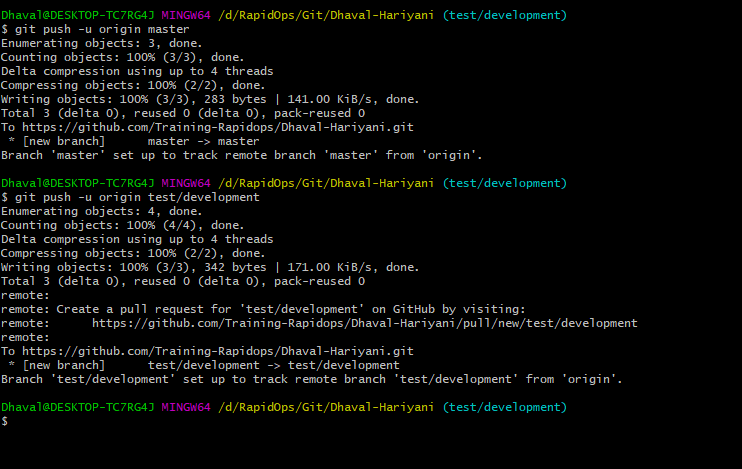 Dhaval@DESKTOP-TC7RG4J MINGW64 /d/RapidOps/Git/Dhaval-Hariyani (test/development)
$ git push -u origin master
Enumerating objects: 3, done.
Counting objects: 100% (3/3), done.
Delta compression using up to 4 threads
Compressing objects: 100% (2/2), done.
Writing objects: 100% (3/3), 283 bytes | 141.00 KiB/s, done.
Total 3 (delta 0), reused 0 (delta 0), pack-reused 0
To https://github.com/Training-Rapidops/Dhaval-Hariyani.git
 * [new branch]      master -> master
Branch 'master' set up to track remote branch 'master' from 'origin'.

Dhaval@DESKTOP-TC7RG4J MINGW64 /d/RapidOps/Git/Dhaval-Hariyani (test/development)
$ git push -u origin test/development
Enumerating objects: 4, done.
Counting objects: 100% (4/4), done.
Delta compression using up to 4 threads
Compressing objects: 100% (2/2), done.
Writing objects: 100% (3/3), 342 bytes | 171.00 KiB/s, done.
Total 3 (delta 0), reused 0 (delta 0), pack-reused 0
remote:
remote: Create a pull request for 'test/development' on GitHub by visiting:
remote:      https://github.com/Training-Rapidops/Dhaval-Hariyani/pull/new/test/development
remote:
To https://github.com/Training-Rapidops/Dhaval-Hariyani.git
 * [new branch]      test/development -> test/development
Branch 'test/development' set up to track remote branch 'test/development' from 'origin'.

Dhaval@DESKTOP-TC7RG4J MINGW64 /d/RapidOps/Git/Dhaval-Hariyani (test/development)
$